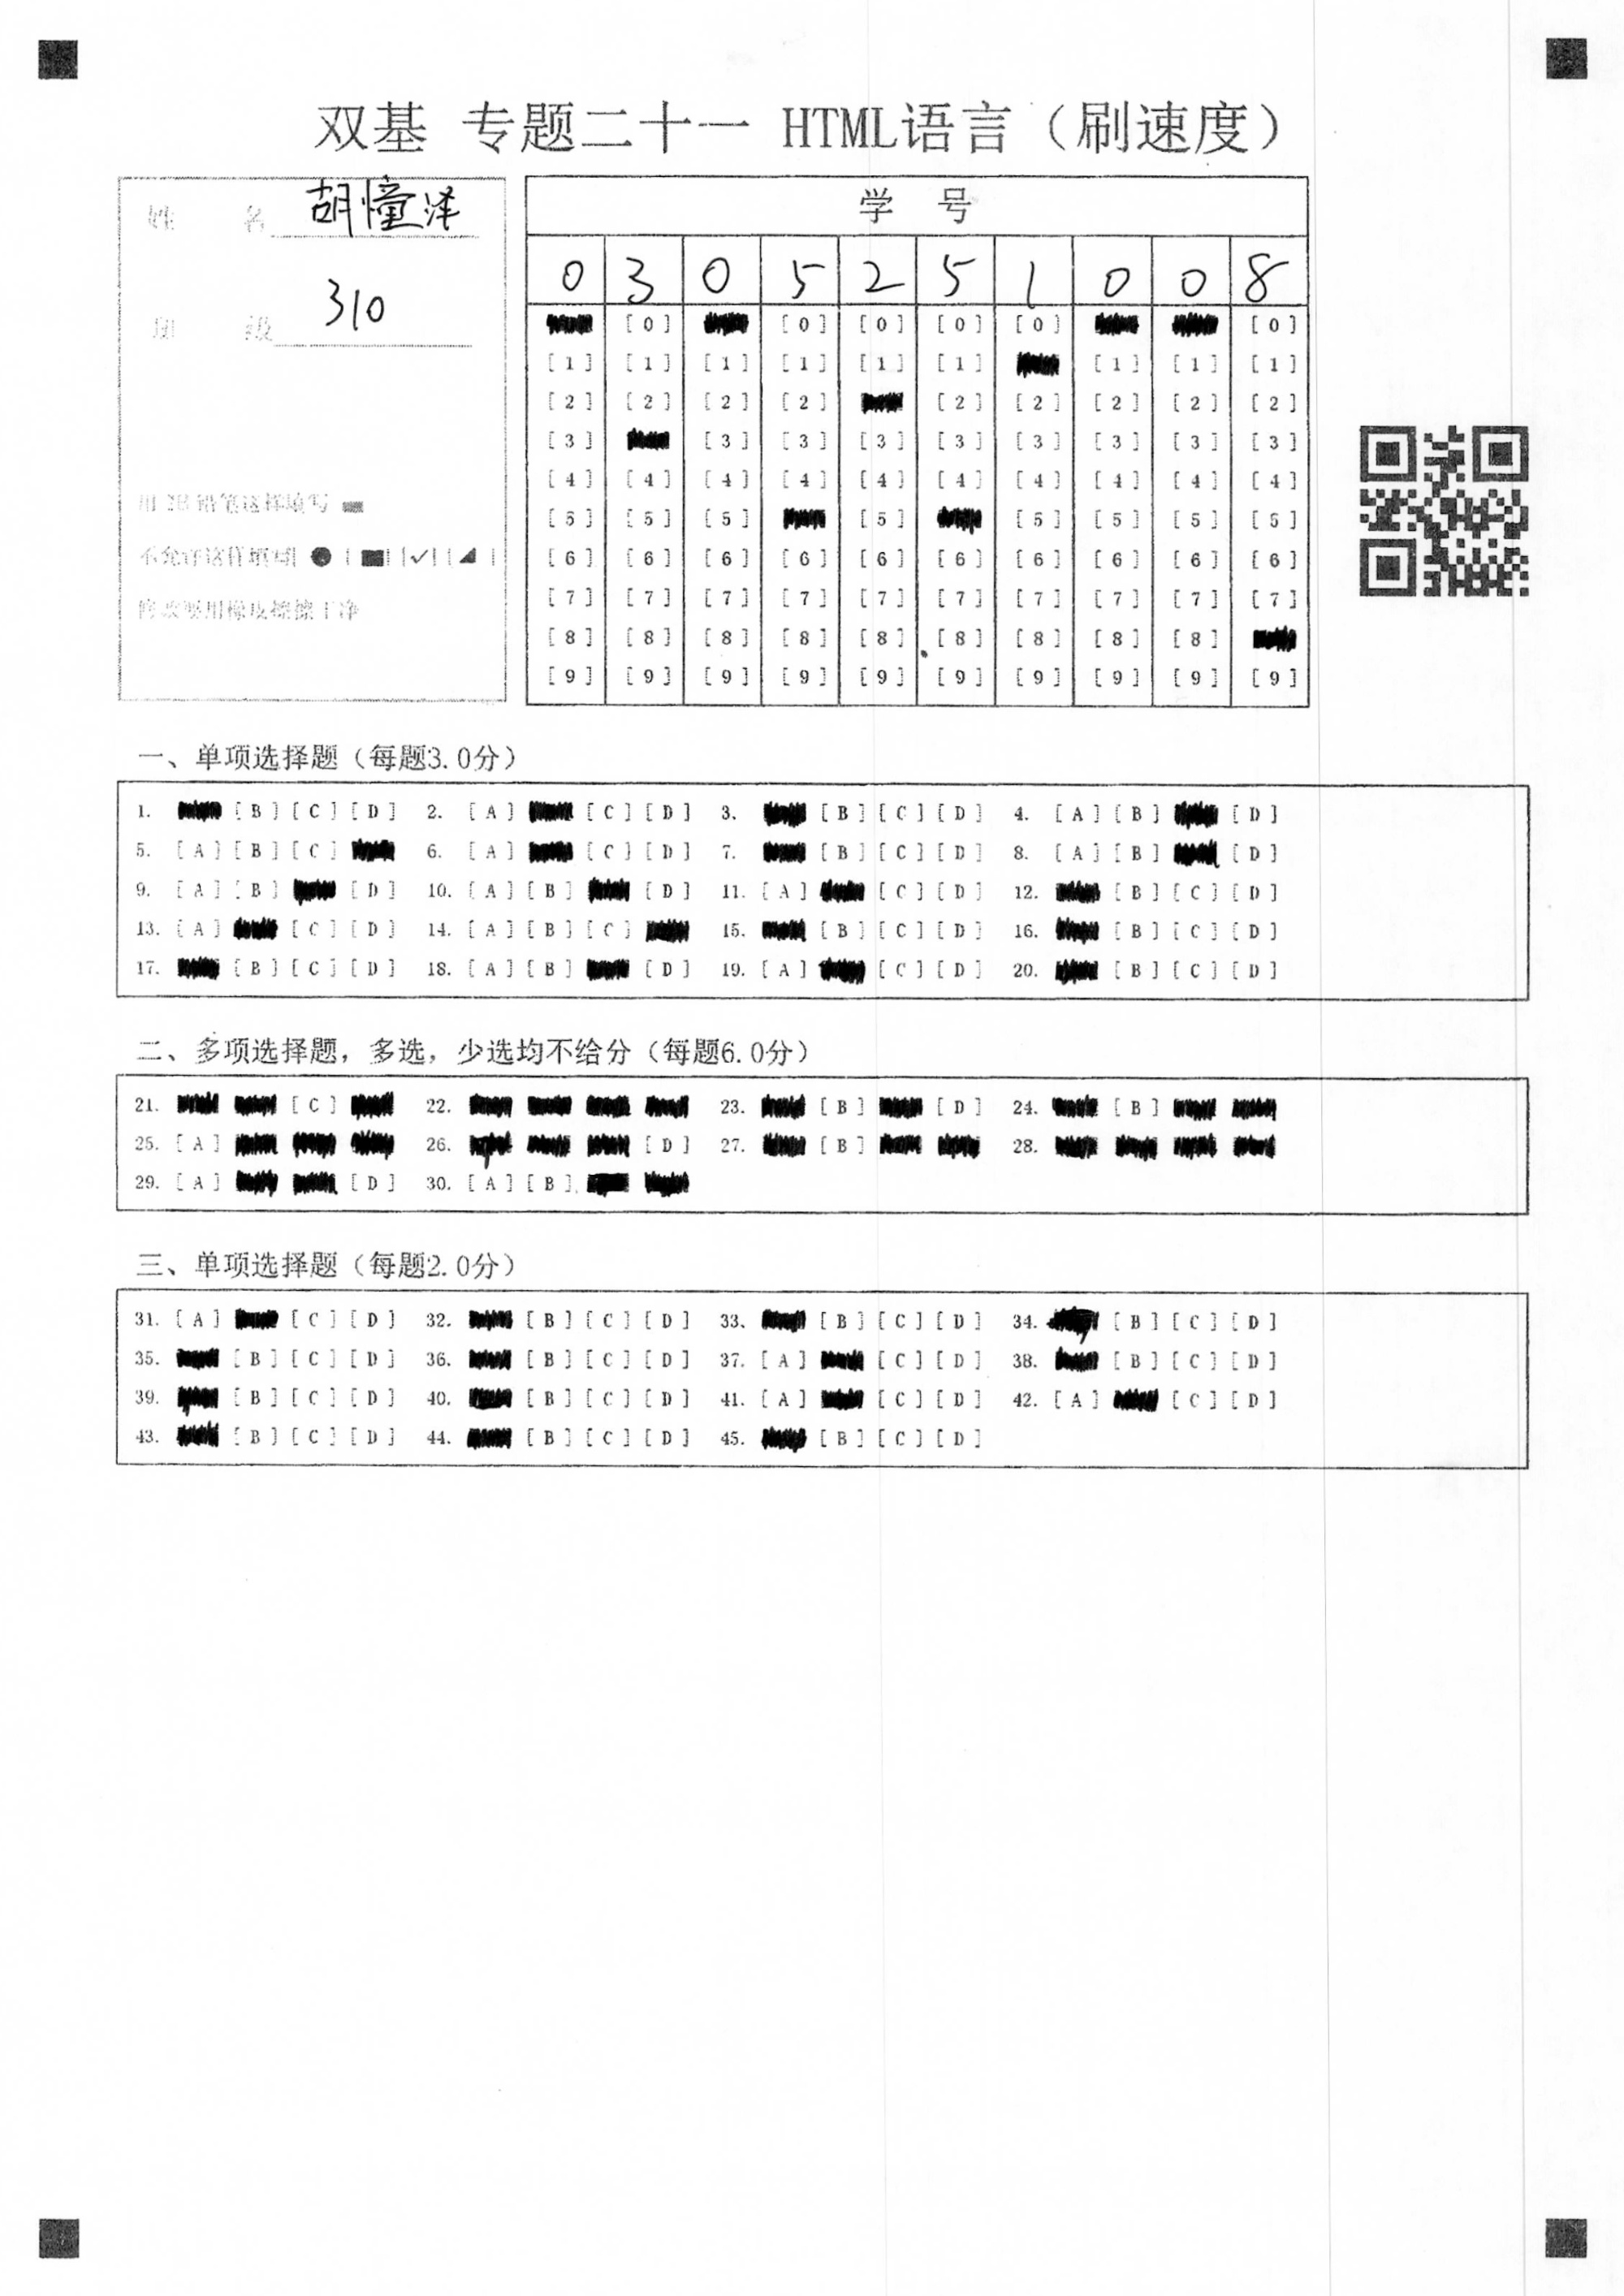 双基 专题二十一 HTML语言（刷速度）
姓 名 胡憧泽
班 级 310
用 2B 铅笔这样填写
不允许这样填写
修改要用橡皮擦擦干净
学 号
0 3 0 5 2 5 1 0 0 8
[0] [0] [0] [0] [0] [0]
[1] [1] [1] [1] [1] [1] [1] [1] [1]
[2] [2] [2] [2] [2] [2] [2] [2] [2]
[3] [3] [3] [3] [3] [3] [3] [3] [3]
[4] [4] [4] [4] [4] [4] [4] [4] [4] [4]
[5] [5] [5] [5] [5] [5] [5] [5]
[6] [6] [6] [6] [6] [6] [6] [6] [6] [6]
[7] [7] [7] [7] [7] [7] [7] [7] [7] [7]
[8] [8] [8] [8] [8] [8] [8] [8] [8]
[9] [9] [9] [9] [9] [9] [9] [9] [9] [9]
一、单项选择题（每题3.0分）
1. [B] [C] [D] 2. [A] [C] [D] 3. [B] [C] [D] 4. [A] [B] [D]
5. [A] [B] [C] 6. [A] [C] [D] 7. [B] [C] [D] 8. [A] [B] [D]
9. [A] [B] [D] 10. [A] [B] [D] 11. [A] [C] [D] 12. [B] [C] [D]
13. [A] [C] [D] 14. [A] [B] [C] 15. [B] [C] [D] 16. [B] [C] [D]
17. [B] [C] [D] 18. [A] [B] [D] 19. [A] [C] [D] 20. [B] [C] [D]
二、多项选择题，多选，少选均不给分（每题6.0分）
21. [C] 22. 23. [B] [D] 24. [B]
25. [A] 26. [D] 27. [B] 28.
29. [A] [D] 30. [A] [B]
三、单项选择题（每题2.0分）
31. [A] [C] [D] 32. [B] [C] [D] 33. [B] [C] [D] 34. [B] [C] [D]
35. [B] [C] [D] 36. [B] [C] [D] 37. [A] [C] [D] 38. [B] [C] [D]
39. [B] [C] [D] 40. [B] [C] [D] 41. [A] [C] [D] 42. [A] [C] [D]
43. [B] [C] [D] 44. [B] [C] [D] 45. [B] [C] [D]